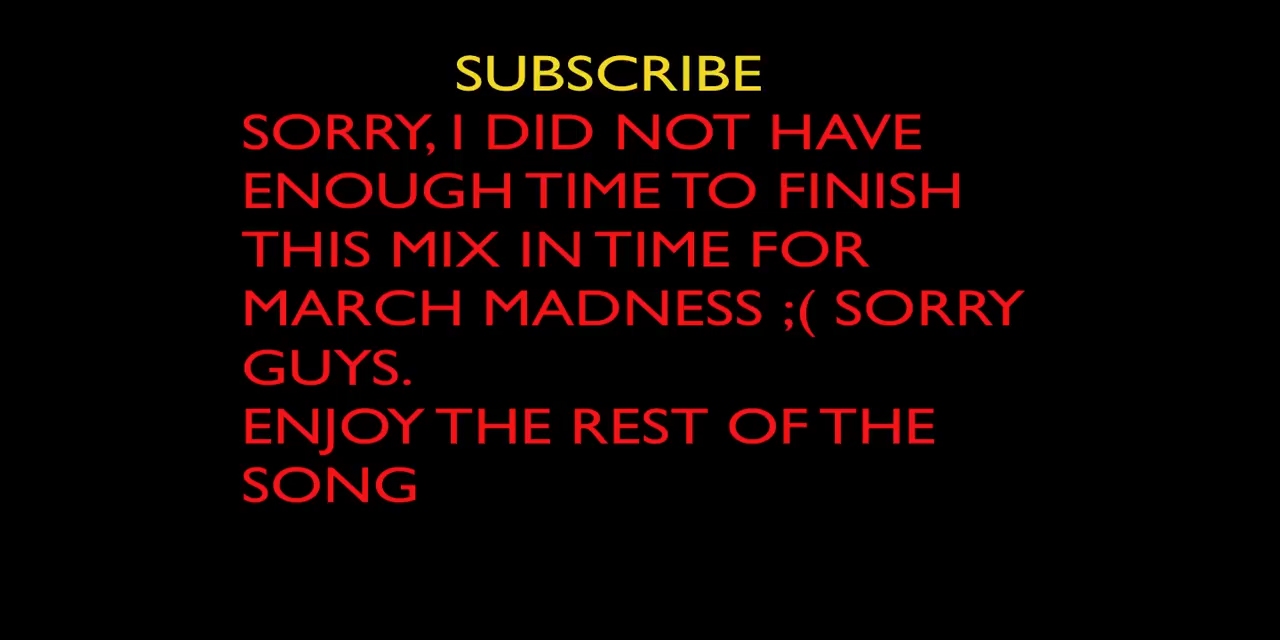 SUBSCRIBE
SORRY, I DID NOT HAVE
ENOUGH TIME TO FINISH
THIS MIX IN TIME FOR
MARCH MADNESS ;( SORRY
GUYS.
ENJOY THE REST OF THE
SONG